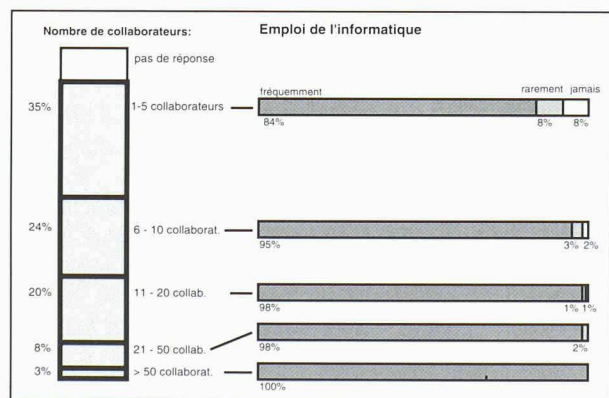 Nombre de collaborateurs:
Emploi de l'informatique
pas de réponse
fréquemment rarement jamais
35% 1-5 collaborateurs
84% 8% 8%
24% 6 - 10 collaborat.
95% 3% 2%
20% 11 - 20 collab.
98% 1% 1%
8% 21 - 50 collab.
98% 2%
3% > 50 collaborat.
100%